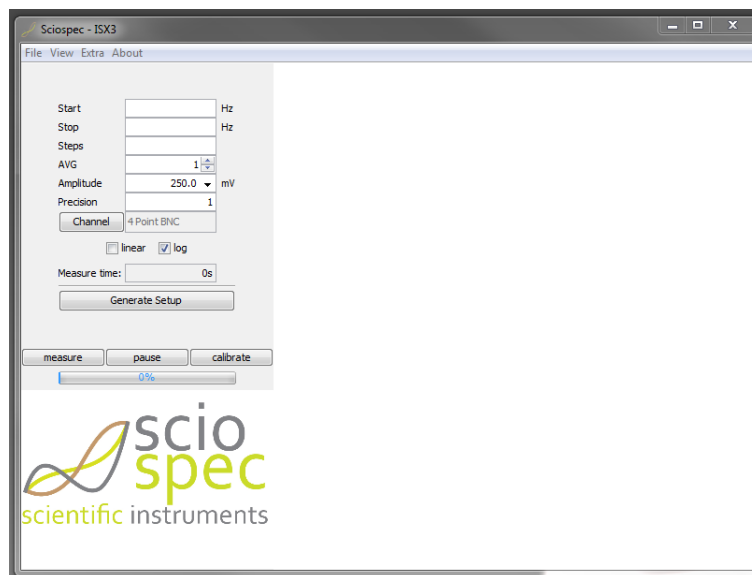 Sciospec - ISX3
File View Extra About
Start Hz
Stop Hz
Steps
AVG 1
Amplitude 250.0 mV
Precision 1
Channel 4 Point BNC
linear log
Measure time: 0s
Generate Setup
measure pause calibrate
0%
scio
spec
scientific instruments